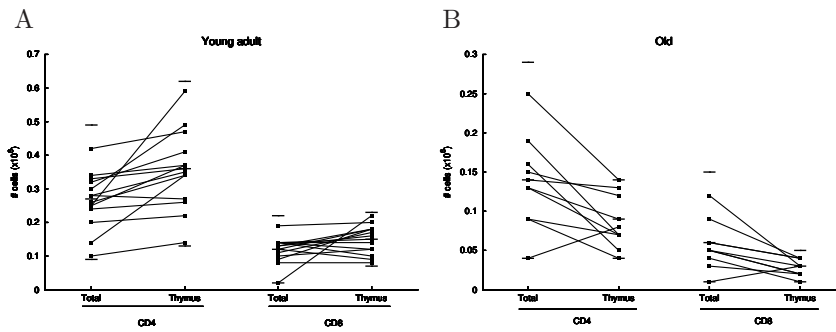 A
Young adult
0.7
0.6
0.5
0.4
0.3
0.2
0.1
0
# cells (x10⁶)
Total Thymus Total Thymus
CD4 CD8
B
Old
0.3
0.25
0.2
0.15
0.1
0.05
0
# cells (x10⁶)
Total Thymus Total Thymus
CD4 CD8